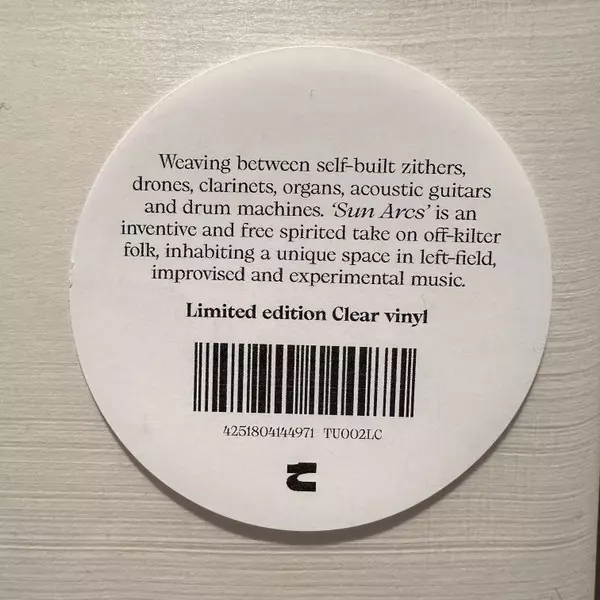 Weaving between self-built zithers,
drones, clarinets, organs, acoustic guitars
and drum machines. ‘Sun Arcs’ is an
inventive and free spirited take on off-kilter
folk, inhabiting a unique space in left-field,
improvised and experimental music.
Limited edition Clear vinyl
4251804144971 TU002LC